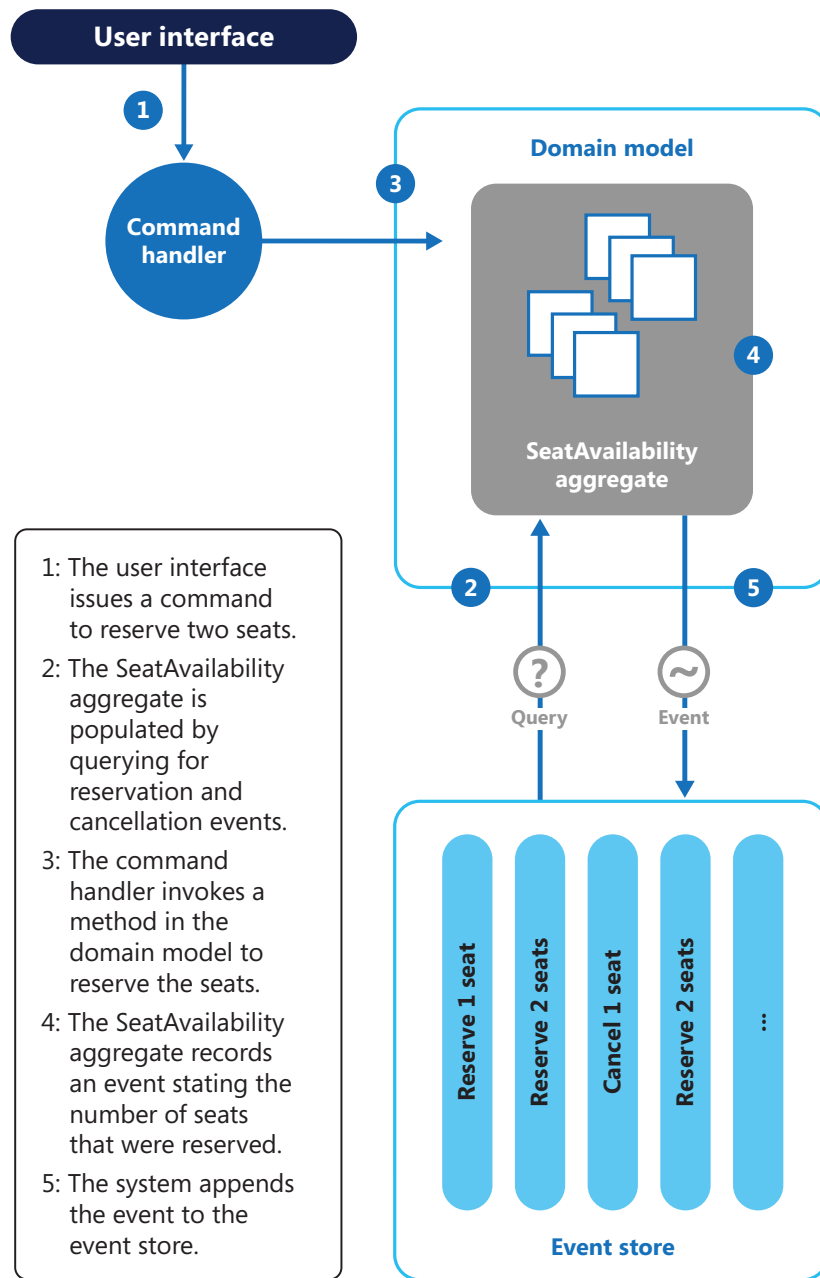 User interface
1
Domain model
3
Command
handler
4
SeatAvailability
aggregate
1: The user interface
issues a command
to reserve two seats.
2: The SeatAvailability
aggregate is
populated by
querying for
reservation and
cancellation events.
3: The command
handler invokes a
method in the
domain model to
reserve the seats.
4: The SeatAvailability
aggregate records
an event stating the
number of seats
that were reserved.
5: The system appends
the event to the
event store.
2
5
?
~
Query
Event
Reserve 1 seat
Reserve 2 seats
Cancel 1 seat
Reserve 2 seats
...
Event store